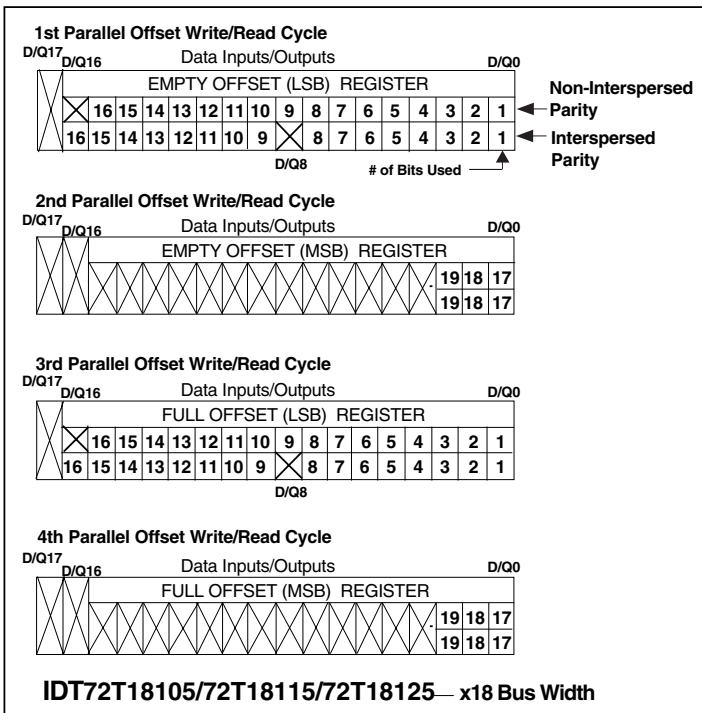 1st Parallel Offset Write/Read Cycle
D/Q17 D/Q16 Data Inputs/Outputs D/Q0
EMPTY OFFSET (LSB) REGISTER
Non-Interspersed Parity
16 15 14 13 12 11 10 9 8 7 6 5 4 3 2 1
16 15 14 13 12 11 10 9 8 7 6 5 4 3 2 1
Interspersed Parity
D/Q8
# of Bits Used
2nd Parallel Offset Write/Read Cycle
D/Q17 D/Q16 Data Inputs/Outputs D/Q0
EMPTY OFFSET (MSB) REGISTER
19 18 17
19 18 17
3rd Parallel Offset Write/Read Cycle
D/Q17 D/Q16 Data Inputs/Outputs D/Q0
FULL OFFSET (LSB) REGISTER
16 15 14 13 12 11 10 9 8 7 6 5 4 3 2 1
16 15 14 13 12 11 10 9 8 7 6 5 4 3 2 1
D/Q8
4th Parallel Offset Write/Read Cycle
D/Q17 D/Q16 Data Inputs/Outputs D/Q0
FULL OFFSET (MSB) REGISTER
19 18 17
19 18 17
IDT72T18105/72T18115/72T18125— x18 Bus Width